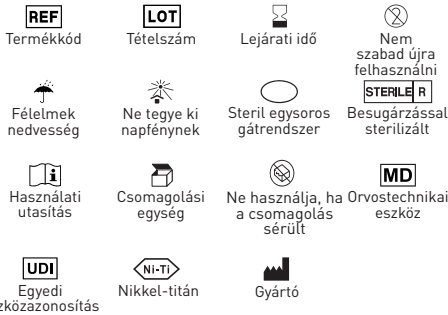 REF
LOT
2
Termékkód
Tételszám
Lejárati idő
Nem
szabad újra
felhasználni
STERILE R
Félelmek
nedvesség
Ne tegye ki
napfénynek
Steril egysoros
gátrendszer
Besugárzással
sterilizált
i
MD
Használati
utasítás
Csomagolási
egység
Ne használja, ha
a csomagolás
sérült
Orvostechnikai
eszköz
UDI
Ni-Ti
Egyedi
zközazonosítás
Nikkel-titán
Gyártó